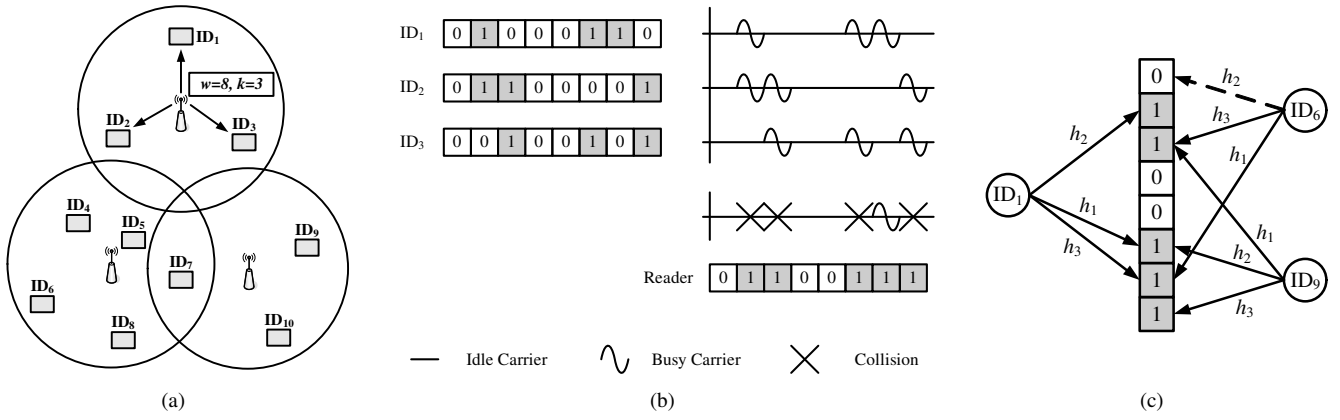 ID1
w=8, k=3
ID2
ID3
ID4
ID5
ID9
ID7
ID6
ID8
ID10
(a)
ID1 0 1 0 0 0 1 1 0
ID2 0 1 1 0 0 0 0 1
ID3 0 0 1 0 0 1 0 1
Reader 0 1 1 0 0 1 1 1
Idle Carrier Busy Carrier Collision
(b)
0
1
1
0
0
1
1
1
ID1
ID6
ID9
h2
h3
h1
h2
h1
h3
h1
h2
h3
(c)